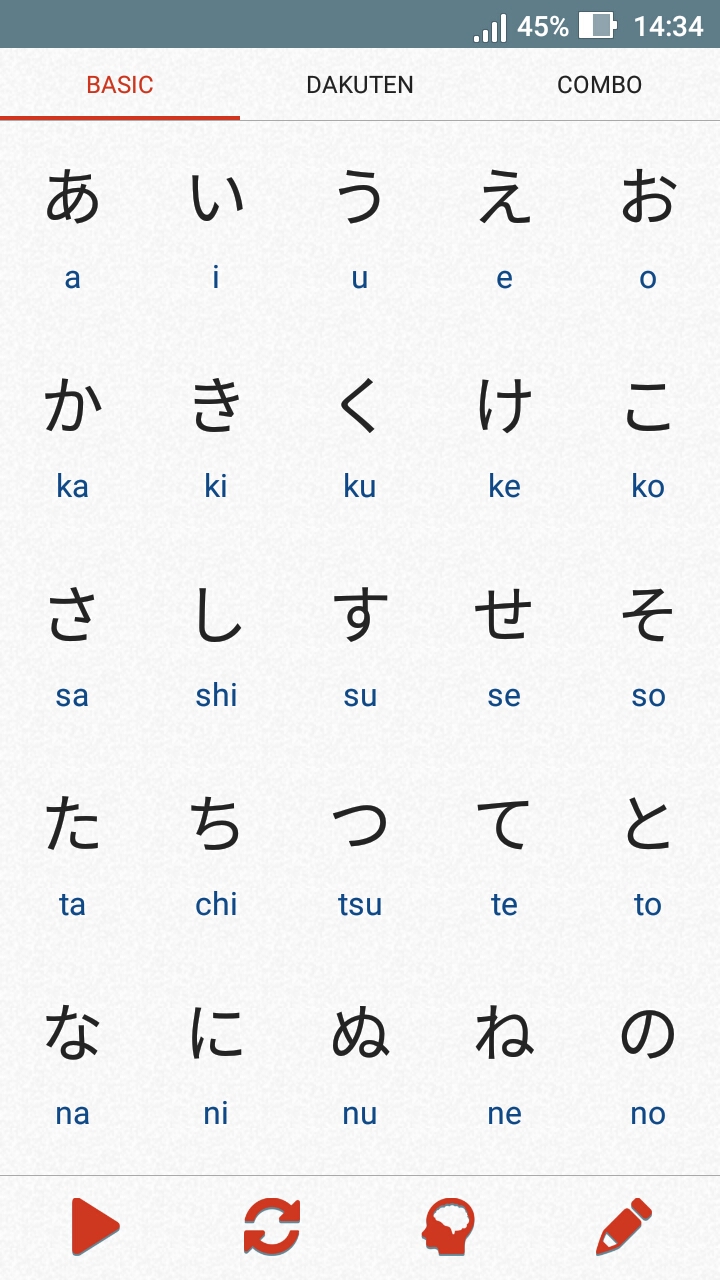 45% 14:34
BASIC DAKUTEN COMBO
あ い う え お
a i u e o
か き く け こ
ka ki ku ke ko
さ し す せ そ
sa shi su se so
た ち つ て と
ta chi tsu te to
な に ぬ ね の
na ni nu ne no